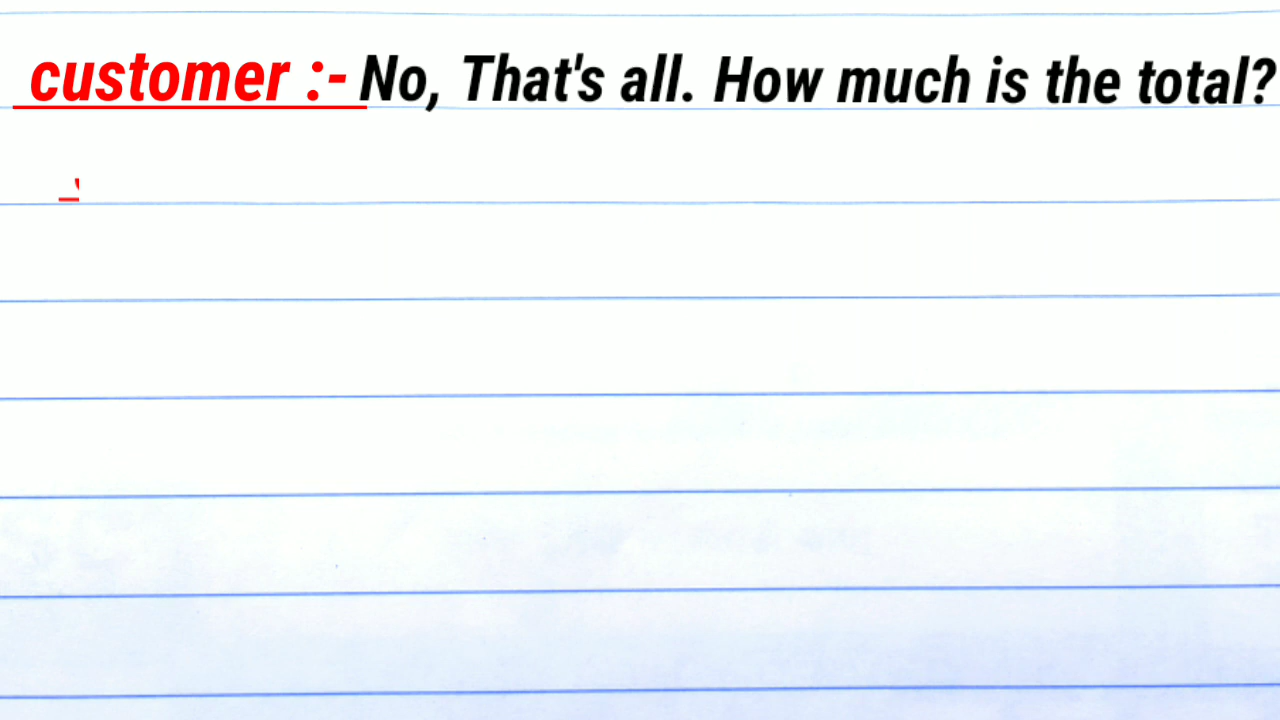 customer :- No, That's all. How much is the total?